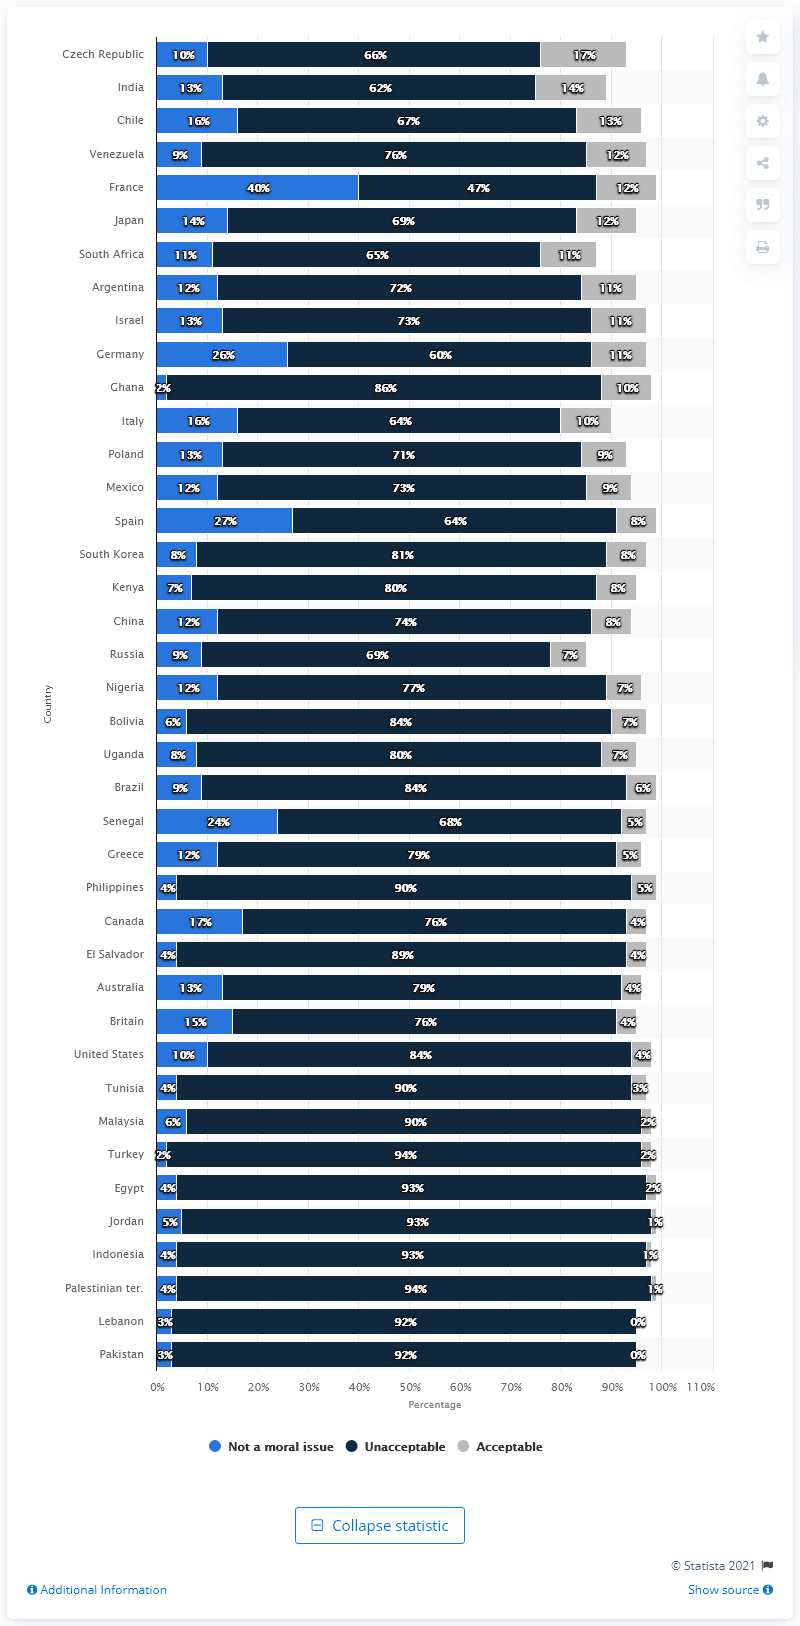 Czech Republic 10% 66% 17%
India 13% 62% 14%
Chile 16% 67% 13%
Venezuela 9% 76% 12%
France 40% 47% 12%
Japan 14% 69% 12%
South Africa 11% 65% 11%
Argentina 12% 72% 11%
Israel 13% 73% 11%
Germany 26% 60% 11%
Ghana 2% 86% 10%
Italy 16% 64% 10%
Poland 13% 71% 9%
Mexico 12% 73% 9%
Spain 27% 64% 8%
South Korea 8% 81% 8%
Kenya 7% 80% 8%
China 12% 74% 8%
Russia 9% 69% 7%
Nigeria 12% 77% 7%
Country
Bolivia 6% 84% 7%
Uganda 8% 80% 7%
Brazil 9% 84% 6%
Senegal 24% 68% 5%
Greece 12% 79% 5%
Philippines 4% 90% 5%
Canada 17% 76% 4%
El Salvador 4% 89% 4%
Australia 13% 79% 4%
Britain 15% 76% 4%
United States 10% 84% 4%
Tunisia 4% 90% 3%
Malaysia 6% 90% 2%
Turkey 2% 94% 2%
Egypt 4% 93% 2%
Jordan 5% 93% 1%
Indonesia 4% 93% 1%
Palestinian ter. 4% 94% 1%
Lebanon 3% 92% 0%
Pakistan 3% 92% 0%
0% 10% 20% 30% 40% 50% 60% 70% 80% 90% 100% 110%
Percentage
Not a moral issue Unacceptable Acceptable
Collapse statistic
© Statista 2021
Additional Information Show source